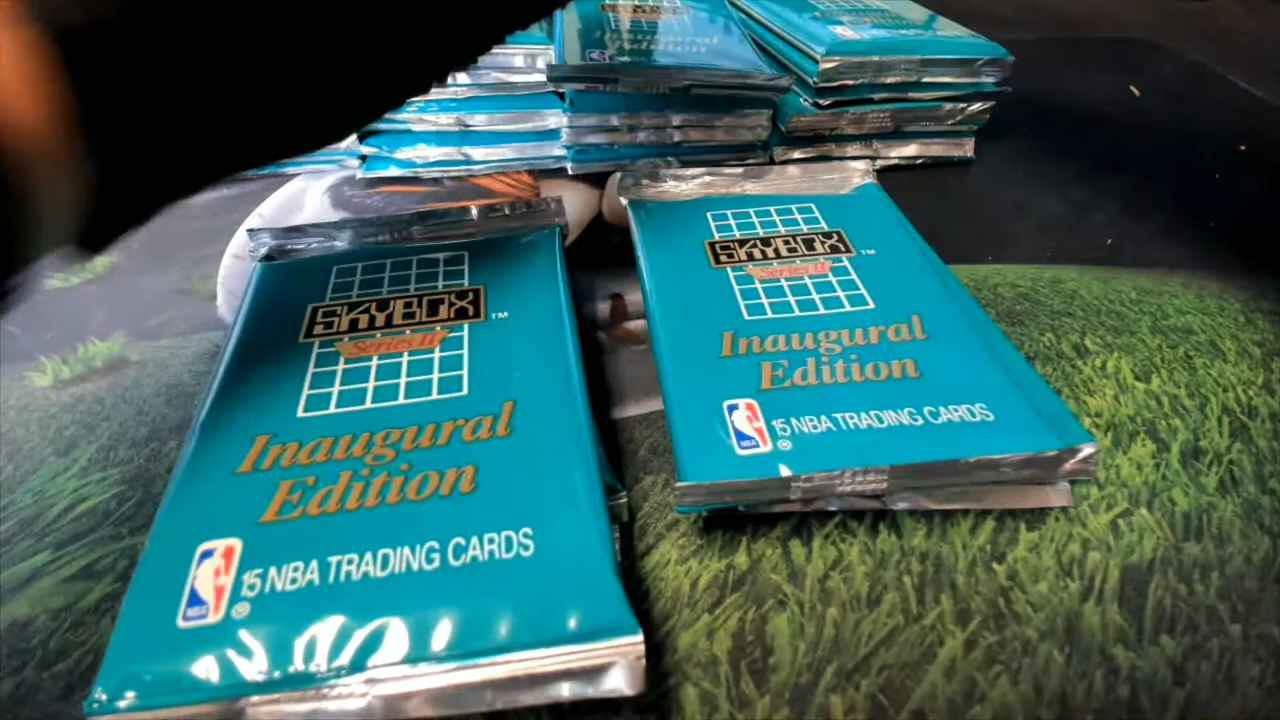 SKYBOX TM
Series II
Inaugural
Edition
NBA
15 NBA TRADING CARDS
®
SKYBOX TM
Series II
Inaugural
Edition
NBA
15 NBA TRADING CARDS
®